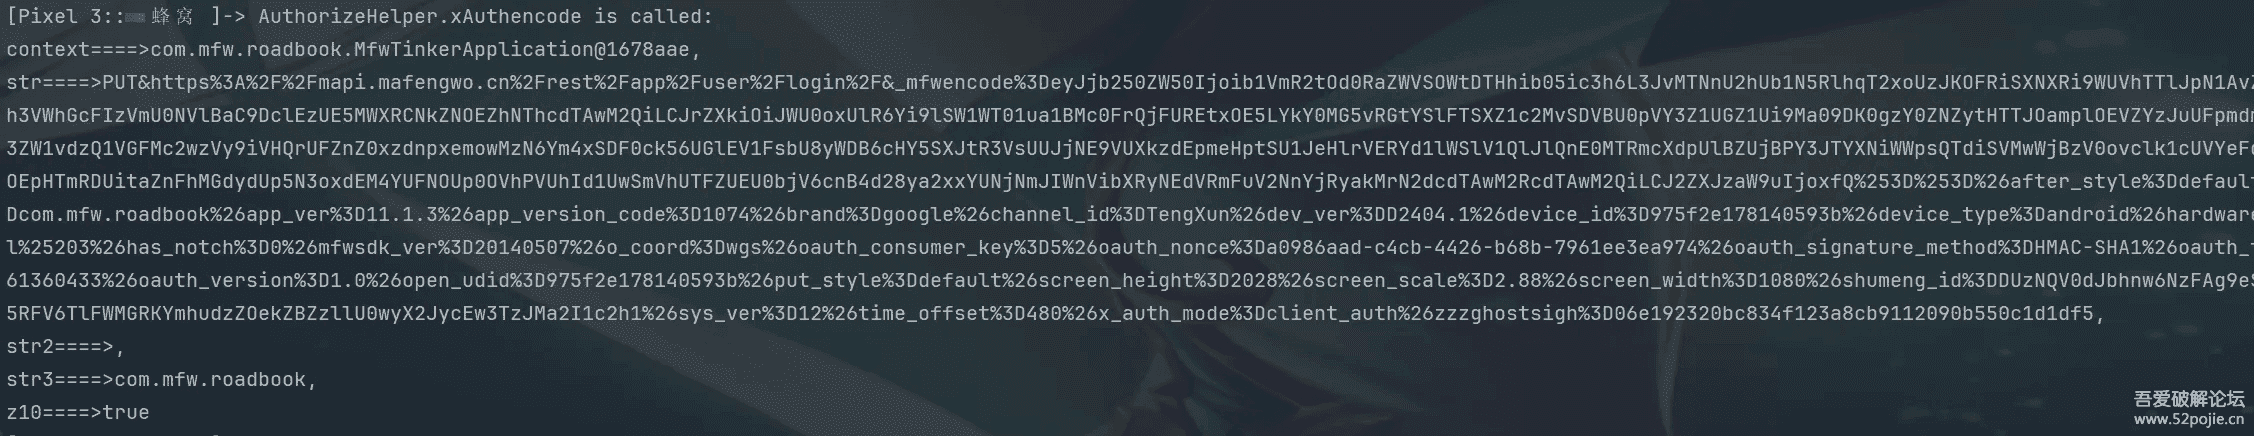 [Pixel 3:: 蜂窝 ]-> AuthorizeHelper.xAuthencode is called:
context====>com.mfw.roadbook.MfwTinkerApplication@1678aae,
str====>PUT&https%3A%2F%2Fmapi.mafengwo.cn%2Frest%2Fapp%2Fuser%2Flogin%2F&_mfwencode%3DeyJjb250ZW50Ijoib1VmR2tOd0RaZWVSOWtDTHhib05ic3h6L3JvMTNnU2hUb1N5RlhqT2xoUzJKOFRiSXNXRi9WUVhTTlJpN1Av
h3VWhGcFIzVmU0NVlBaC9DclEzUE5MWXRCNkZNOEZhNThcdTAwM2QiLCJrZXkiOiJWU0oxUlR6Yi9lSW1WT01ua1BMc0FrQjFUREtxOE5LYkY0MG5vRGtYSlFTSXZ1c2MvSDVBU0pVY3Z1UGZ1Ui9Ma09DK0gzY0ZNZytHTTJOamplOEVZYzJuUFpmdm
3ZW1vdzQ1VGFMc2wzVy9iVHQrUFZnZ0xzdnpxemowMzN6Ym4xSDF0ck56UGlEV1FsbU8yWDB6cHY5SXJtR3VsUUJjNE9VUXkzdEpmeHptSU1JeHlrVERYd1lWSlV1QlJLQnE0MTRmcXdpUlBZUjBPY3JTYXNiWWpsQTdiSVMwWjBzV0ovclk1cUVYeF
OEpHTmRDUitaZnFhMGdydUp5N3oxdEM4YUFNOUp0OVhPVUhId1UwSmVhUTFZUEU0bjV6cnB4d28ya2xxYUNjNmJIWnVibXRyNEdVRmFuV2NnYjRyakMrN2dcdTAwM2RcdTAwM2QiLCJ2ZXJzaW9uIjoxfQ%253D%253D%26after_style%3Ddefault
Dcom.mfw.roadbook%26app_ver%3D11.1.3%26app_version_code%3D1074%26brand%3Dgoogle%26channel_id%3DTengXun%26dev_ver%3DD2404.1%26device_id%3D975f2e178140593b%26device_type%3Dandroid%26hardware
l%25203%26has_notch%3D0%26mfwsdk_ver%3D20140507%26o_coord%3Dwgs%26oauth_consumer_key%3D5%26oauth_nonce%3Da0986aad-c4cb-4426-b68b-7961ee3ea974%26oauth_signature_method%3DHMAC-SHA1%26oauth_t
61360433%26oauth_version%3D1.0%26open_udid%3D975f2e178140593b%26put_style%3Ddefault%26screen_height%3D2028%26screen_scale%3D2.88%26screen_width%3D1080%26shumeng_id%3DDUzNQV0dJbhnw6NzFAg9eS
5RFV6TlFWMGRKYmhudzZOekZBZzllU0wyX2JycEw3TzJMa2I1c2h1%26sys_ver%3D12%26time_offset%3D480%26x_auth_mode%3Dclient_auth%26zzzghostsigh%3D06e192320bc834f123a8cb9112090b550c1d1df5,
str2====>,
str3====>com.mfw.roadbook,
z10====>true
吾爱破解论坛
www.52pojie.cn